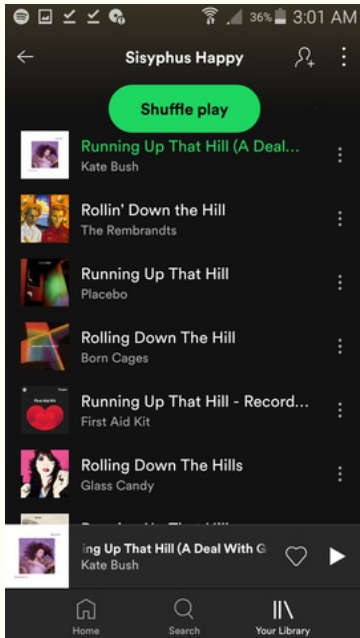 36% 3:01 AM
Sisyphus Happy
Shuffle play
Running Up That Hill (A Deal...
Kate Bush
Rollin' Down the Hill
The Rembrandts
Running Up That Hill
Placebo
Rolling Down The Hill
Born Cages
Running Up That Hill - Record...
First Aid Kit
Rolling Down The Hills
Glass Candy
ing Up That Hill (A Deal With G
Kate Bush
Home Search Your Library